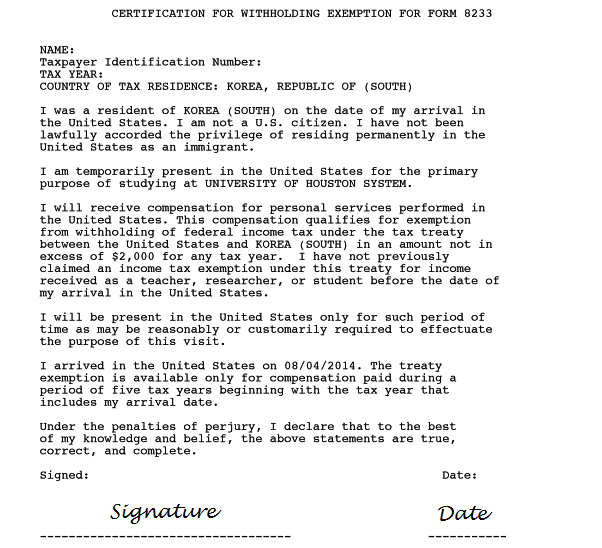 CERTIFICATION FOR WITHHOLDING EXEMPTION FOR FORM 8233
NAME:
Taxpayer Identification Number:
TAX YEAR:
COUNTRY OF TAX RESIDENCE: KOREA, REPUBLIC OF (SOUTH)
I was a resident of KOREA (SOUTH) on the date of my arrival in
the United States. I am not a U.S. citizen. I have not been
lawfully accorded the privilege of residing permanently in the
United States as an immigrant.
I am temporarily present in the United States for the primary
purpose of studying at UNIVERSITY OF HOUSTON SYSTEM.
I will receive compensation for personal services performed in
the United States. This compensation qualifies for exemption
from withholding of federal income tax under the tax treaty
between the United States and KOREA (SOUTH) in an amount not in
excess of $2,000 for any tax year.  I have not previously
claimed an income tax exemption under this treaty for income
received as a teacher, researcher, or student before the date of
my arrival in the United States.
I will be present in the United States only for such period of
time as may be reasonably or customarily required to effectuate
the purpose of this visit.
I arrived in the United States on 08/04/2014. The treaty
exemption is available only for compensation paid during a
period of five tax years beginning with the tax year that
includes my arrival date.
Under the penalties of perjury, I declare that to the best
of my knowledge and belief, the above statements are true,
correct, and complete.
Signed: Date:
Signature Date